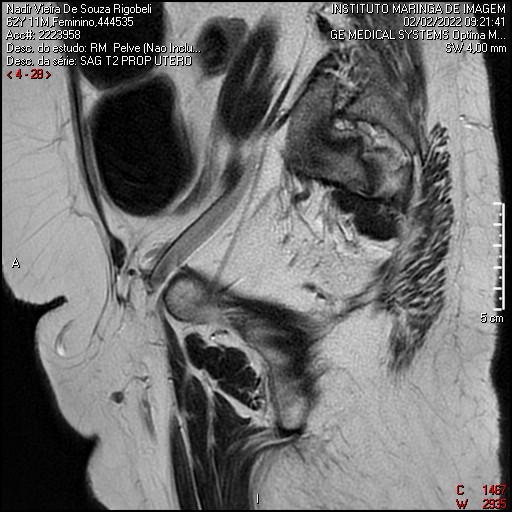 Nadir Vieira De Souza Rigobeli
62Y 11M,Feminino,444535
Acc#: 2223958
Desc. do estudo: RM Pelve (Nao Inclu...
Desc. da série: SAG T2 PROP UTERO
< 4 - 28 >
INSTITUTO MARINGA DE IMAGEM
02/02/2022 09:21:41
GE MEDICAL SYSTEMS Optima M...
SW 4,00 mm
A
5 cm
I
C 1467
W 2935